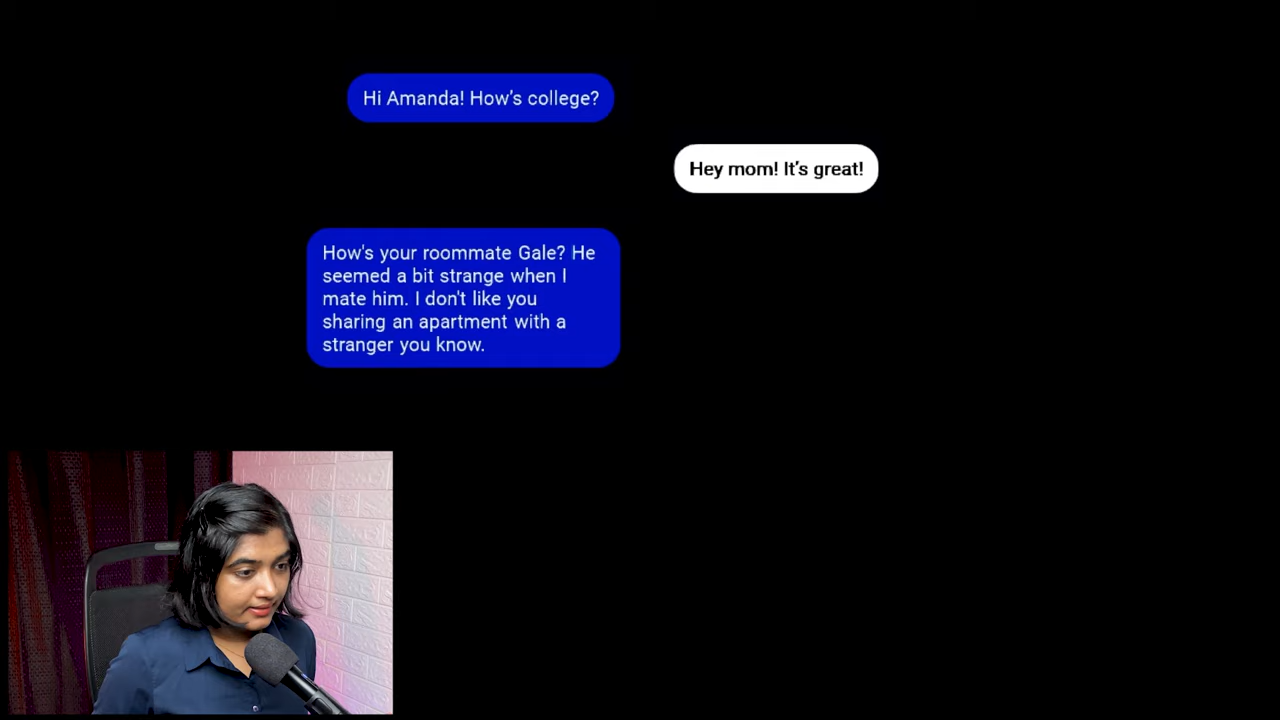 Hi Amanda! How’s college?
Hey mom! It’s great!
How's your roommate Gale? He
seemed a bit strange when I
mate him. I don't like you
sharing an apartment with a
stranger you know.